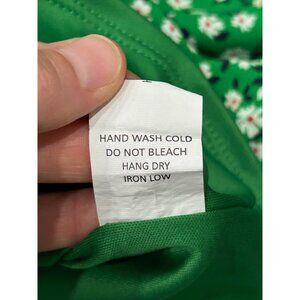 HAND WASH COLD
DO NOT BLEACH
HANG DRY
IRON LOW